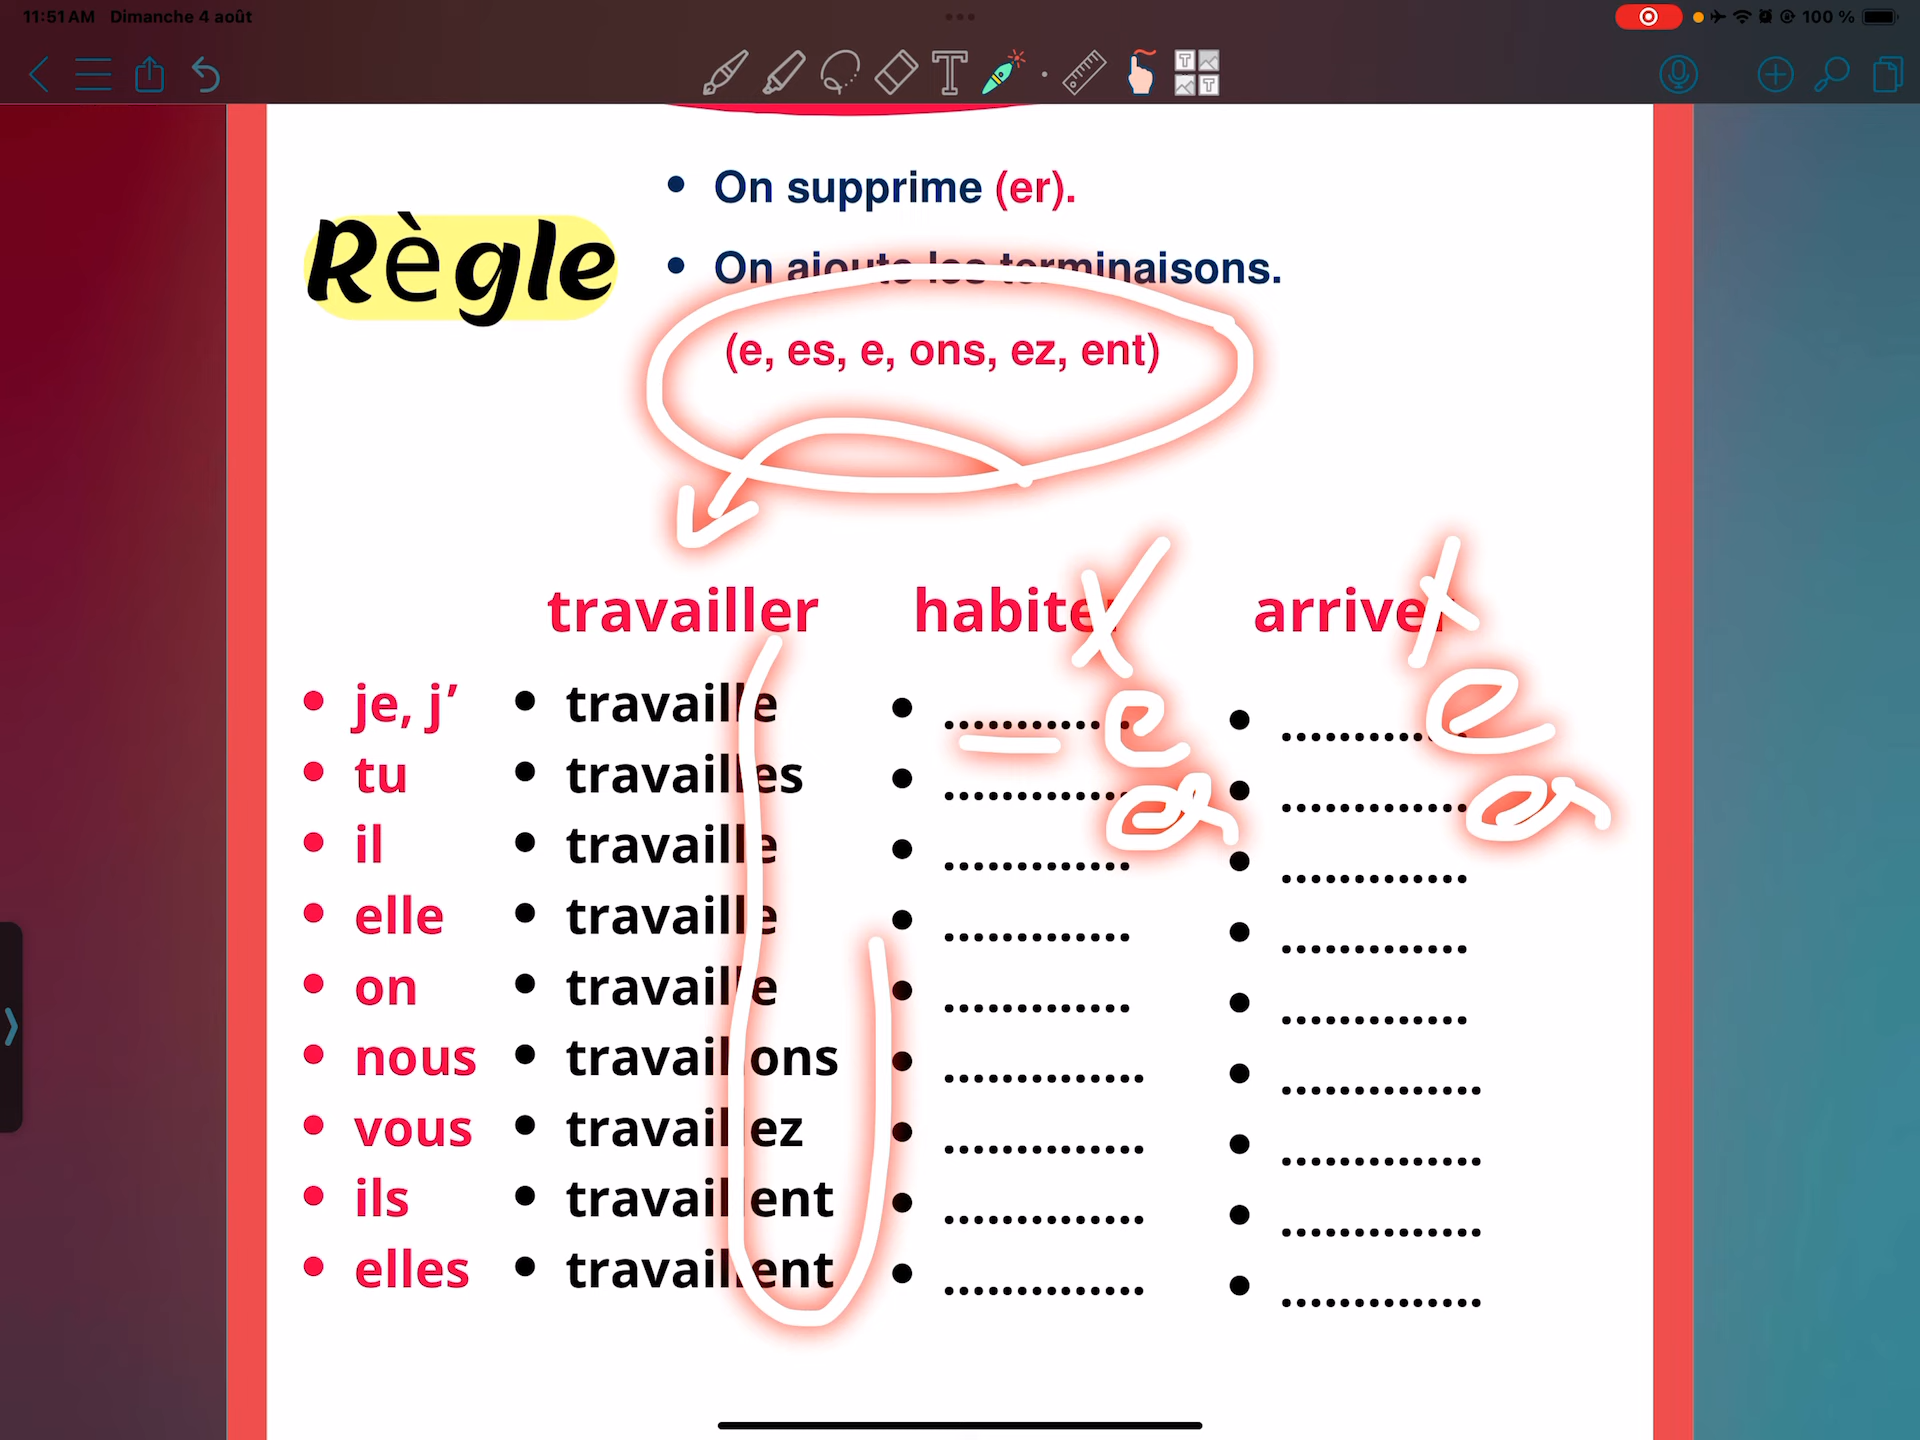 11:51 AM Dimanche 4 août
100 %
On supprime (er).
Règle
On ajoute les terminaisons.
(e, es, e, ons, ez, ent)
travailler habiter arriver
je, j’ travaille ............. e ............. e
tu travailles ............. .............
il travaille ............. .............
elle travaille ............. .............
on travaille ............. .............
nous travaillons .............. ..............
vous travaillez .............. ..............
ils travaillent .............. ..............
elles travaillent .............. ..............